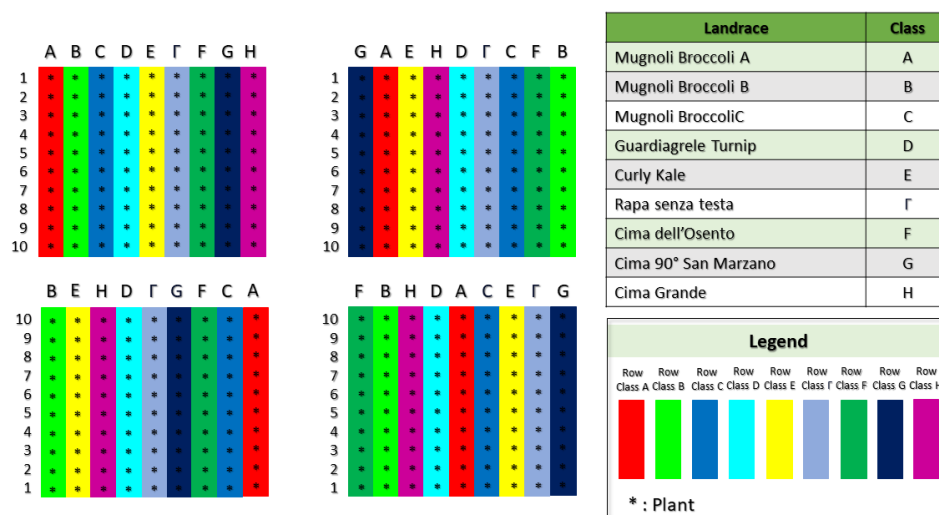 A B C D E Γ F G H
1 * * * * * * * * *
2 * * * * * * * * *
3 * * * * * * * * *
4 * * * * * * * * *
5 * * * * * * * * *
6 * * * * * * * * *
7 * * * * * * * * *
8 * * * * * * * * *
9 * * * * * * * * *
10 * * * * * * * * *
G A E H D Γ C F B
1 * * * * * * * * *
2 * * * * * * * * *
3 * * * * * * * * *
4 * * * * * * * * *
5 * * * * * * * * *
6 * * * * * * * * *
7 * * * * * * * * *
8 * * * * * * * * *
9 * * * * * * * * *
10 * * * * * * * * *
B E H D Γ G F C A
10 * * * * * * * * *
9 * * * * * * * * *
8 * * * * * * * * *
7 * * * * * * * * *
6 * * * * * * * * *
5 * * * * * * * * *
4 * * * * * * * * *
3 * * * * * * * * *
2 * * * * * * * * *
1 * * * * * * * * *
F B H D A C E Γ G
10 * * * * * * * * *
9 * * * * * * * * *
8 * * * * * * * * *
7 * * * * * * * * *
6 * * * * * * * * *
5 * * * * * * * * *
4 * * * * * * * * *
3 * * * * * * * * *
2 * * * * * * * * *
1 * * * * * * * * *
Landrace Class
Mugnoli Broccoli A A
Mugnoli Broccoli B B
Mugnoli BroccoliC C
Guardiagrele Turnip D
Curly Kale E
Rapa senza testa Γ
Cima dell'Osento F
Cima 90° San Marzano G
Cima Grande H
Legend
Row Row Row Row Row Row Row Row Row
Class A Class B Class C Class D Class E Class Γ Class F Class G Class H
* : Plant